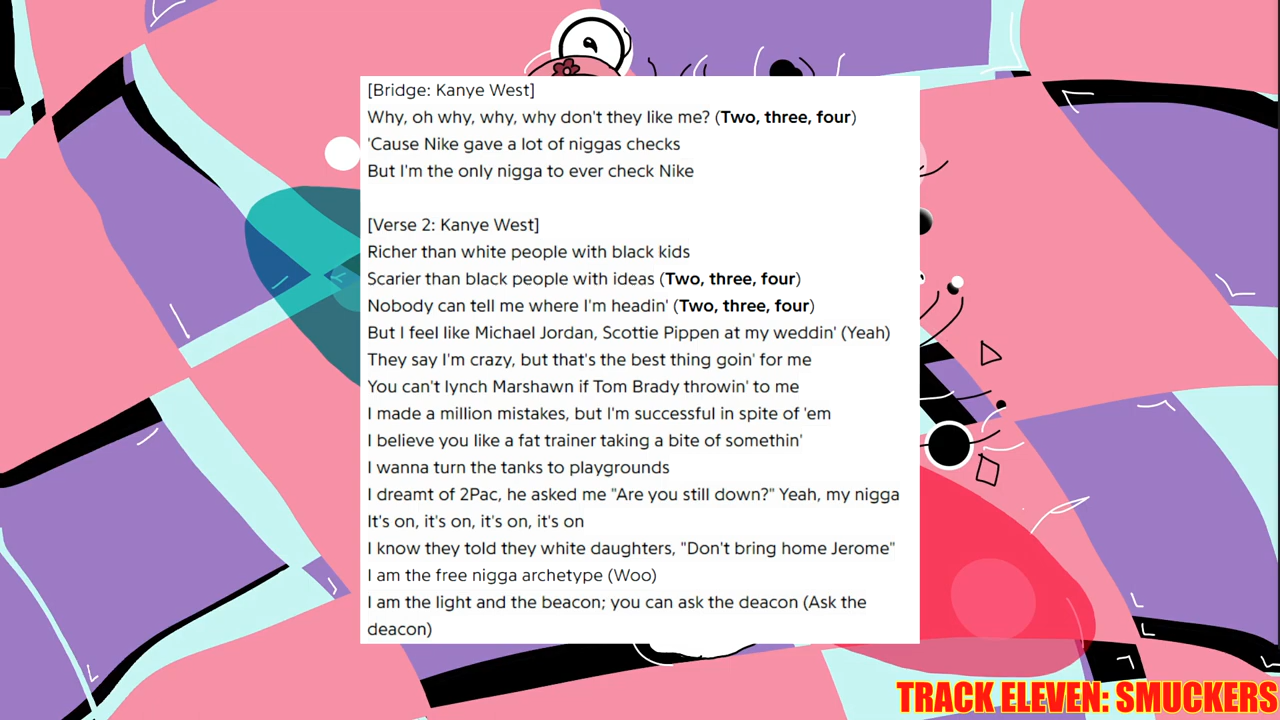 [Bridge: Kanye West]
Why, oh why, why, why don't they like me? (Two, three, four)
'Cause Nike gave a lot of niggas checks
But I'm the only nigga to ever check Nike
[Verse 2: Kanye West]
Richer than white people with black kids
Scarier than black people with ideas (Two, three, four)
Nobody can tell me where I'm headin' (Two, three, four)
But I feel like Michael Jordan, Scottie Pippen at my weddin' (Yeah)
They say I'm crazy, but that's the best thing goin' for me
You can't lynch Marshawn if Tom Brady throwin' to me
I made a million mistakes, but I'm successful in spite of 'em
I believe you like a fat trainer taking a bite of somethin'
I wanna turn the tanks to playgrounds
I dreamt of 2Pac, he asked me "Are you still down?" Yeah, my nigga
It's on, it's on, it's on, it's on
I know they told they white daughters, "Don't bring home Jerome"
I am the free nigga archetype (Woo)
I am the light and the beacon; you can ask the deacon (Ask the
deacon)
TRACK ELEVEN: SMUCKERS